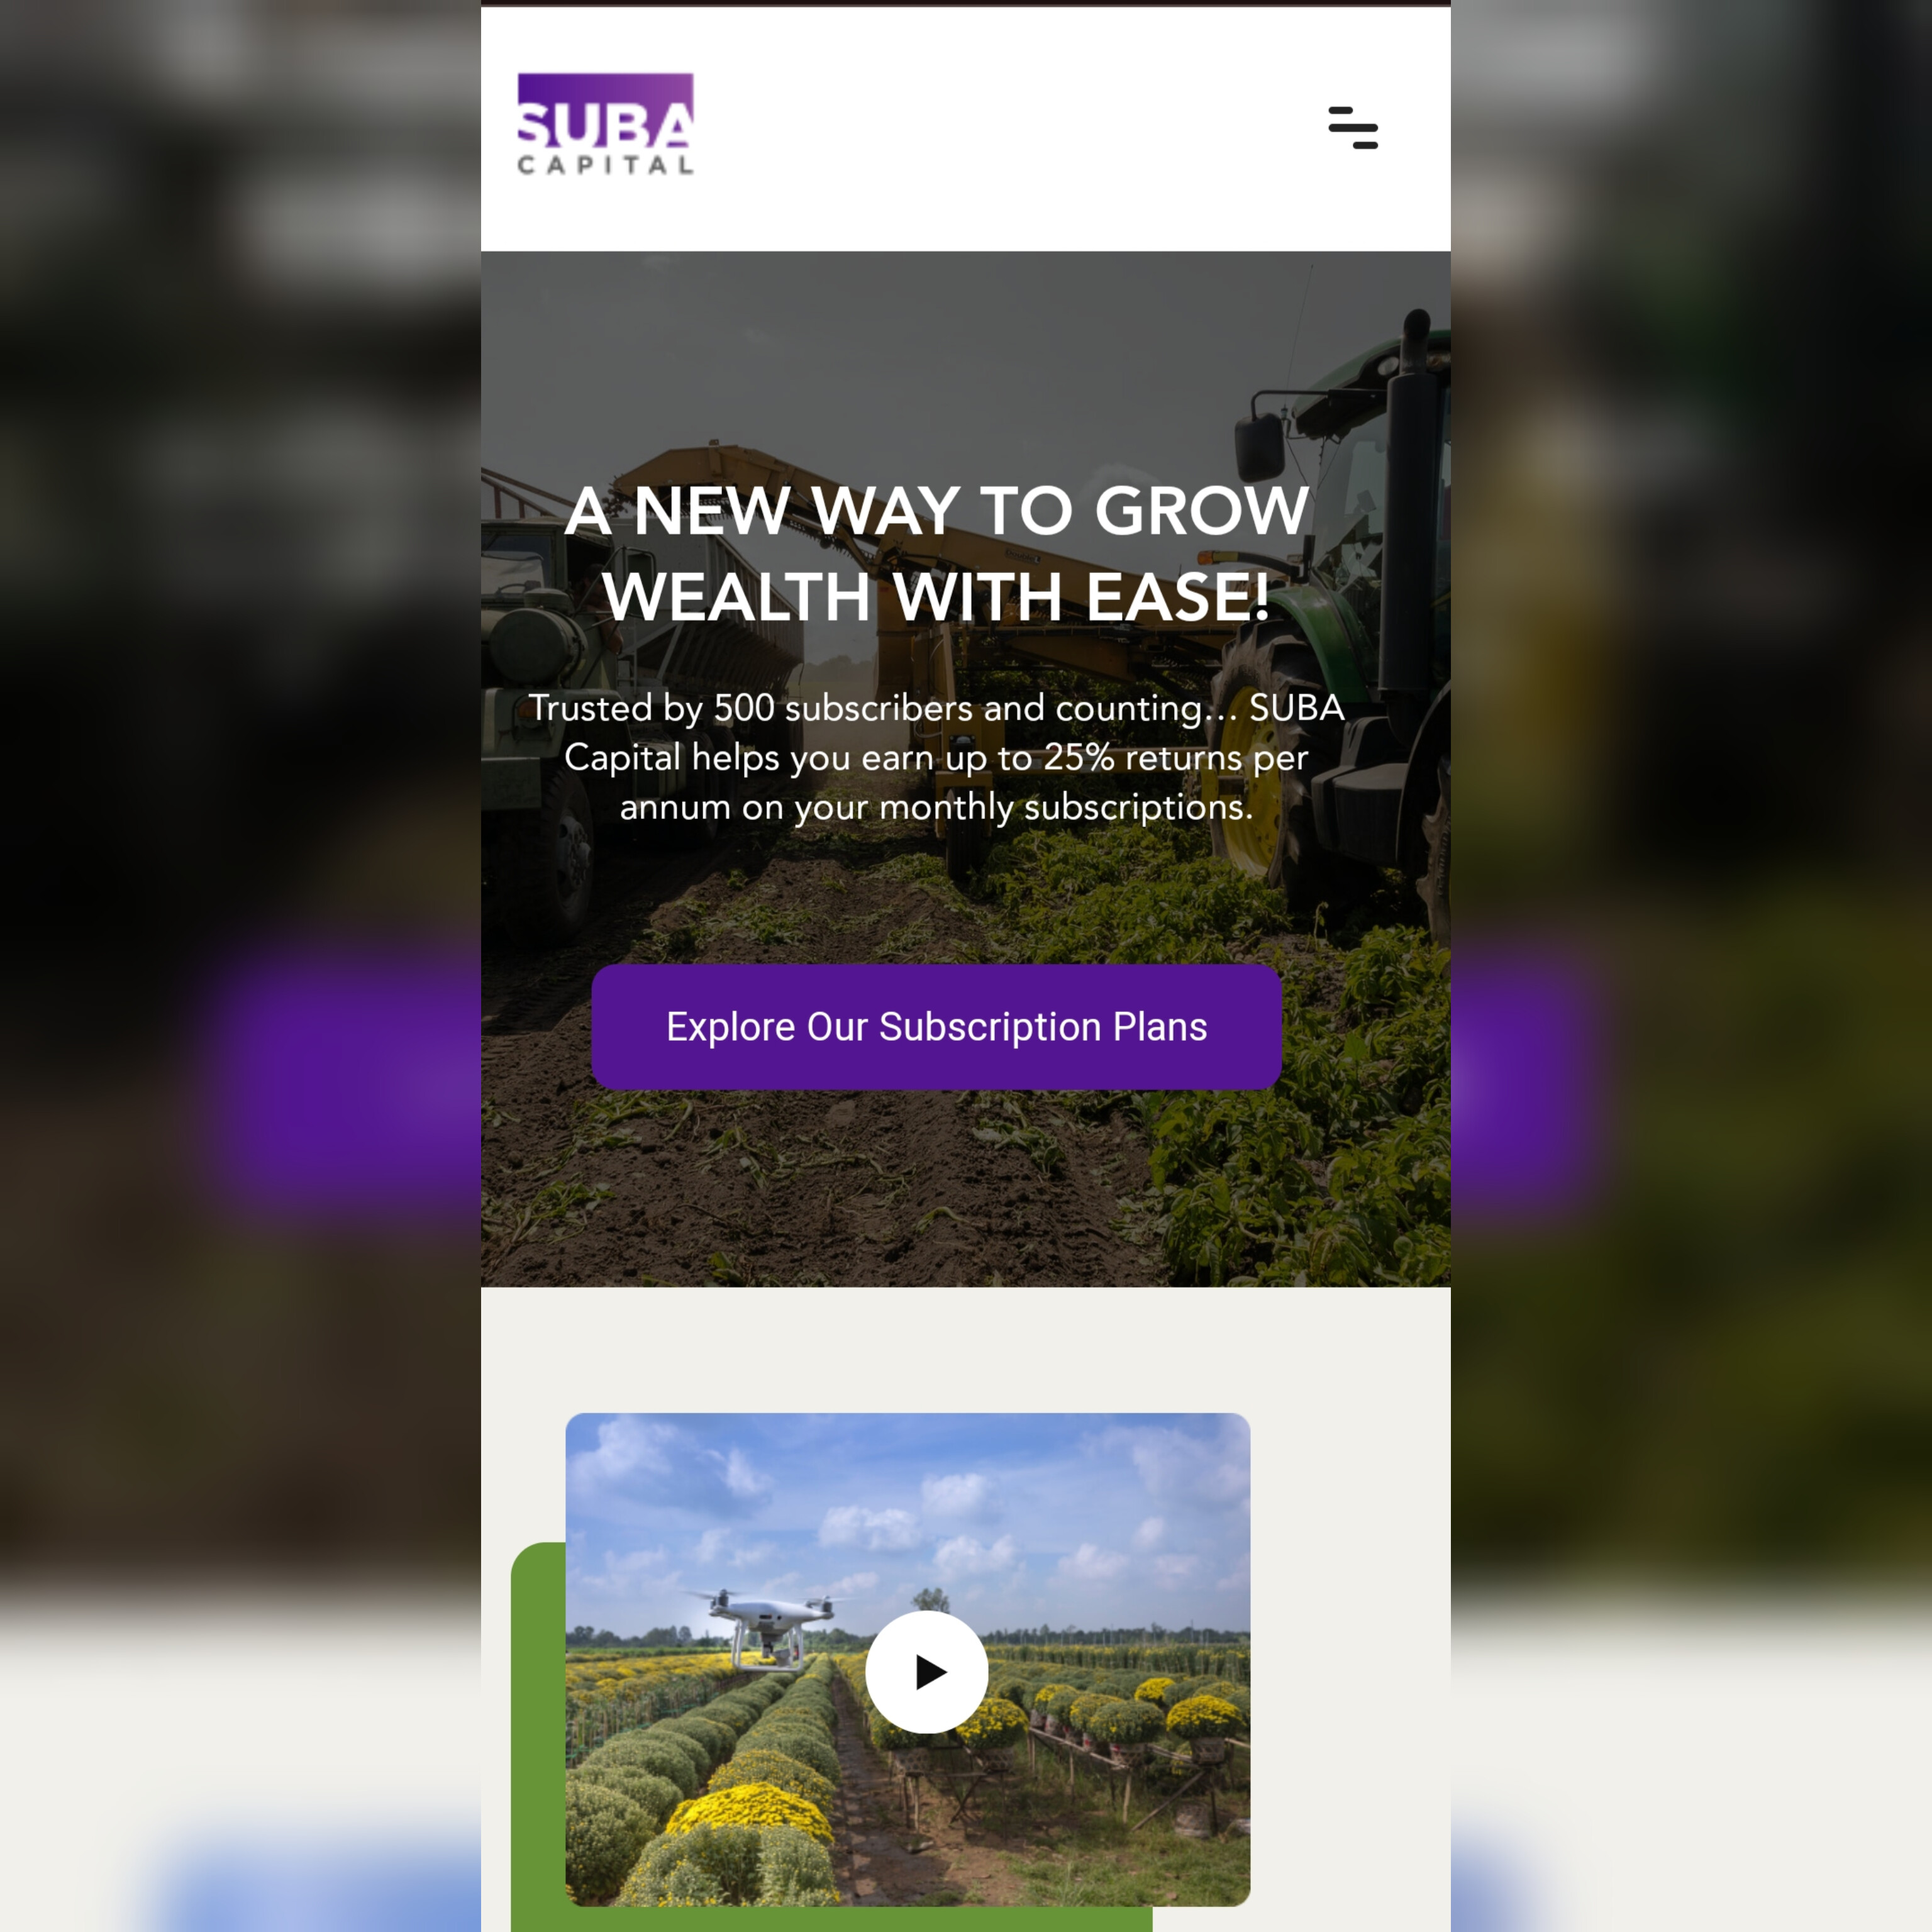 SUBA
CAPITAL
A NEW WAY TO GROW
WEALTH WITH EASE!
Trusted by 500 subscribers and counting... SUBA
Capital helps you earn up to 25% returns per
annum on your monthly subscriptions.
Explore Our Subscription Plans